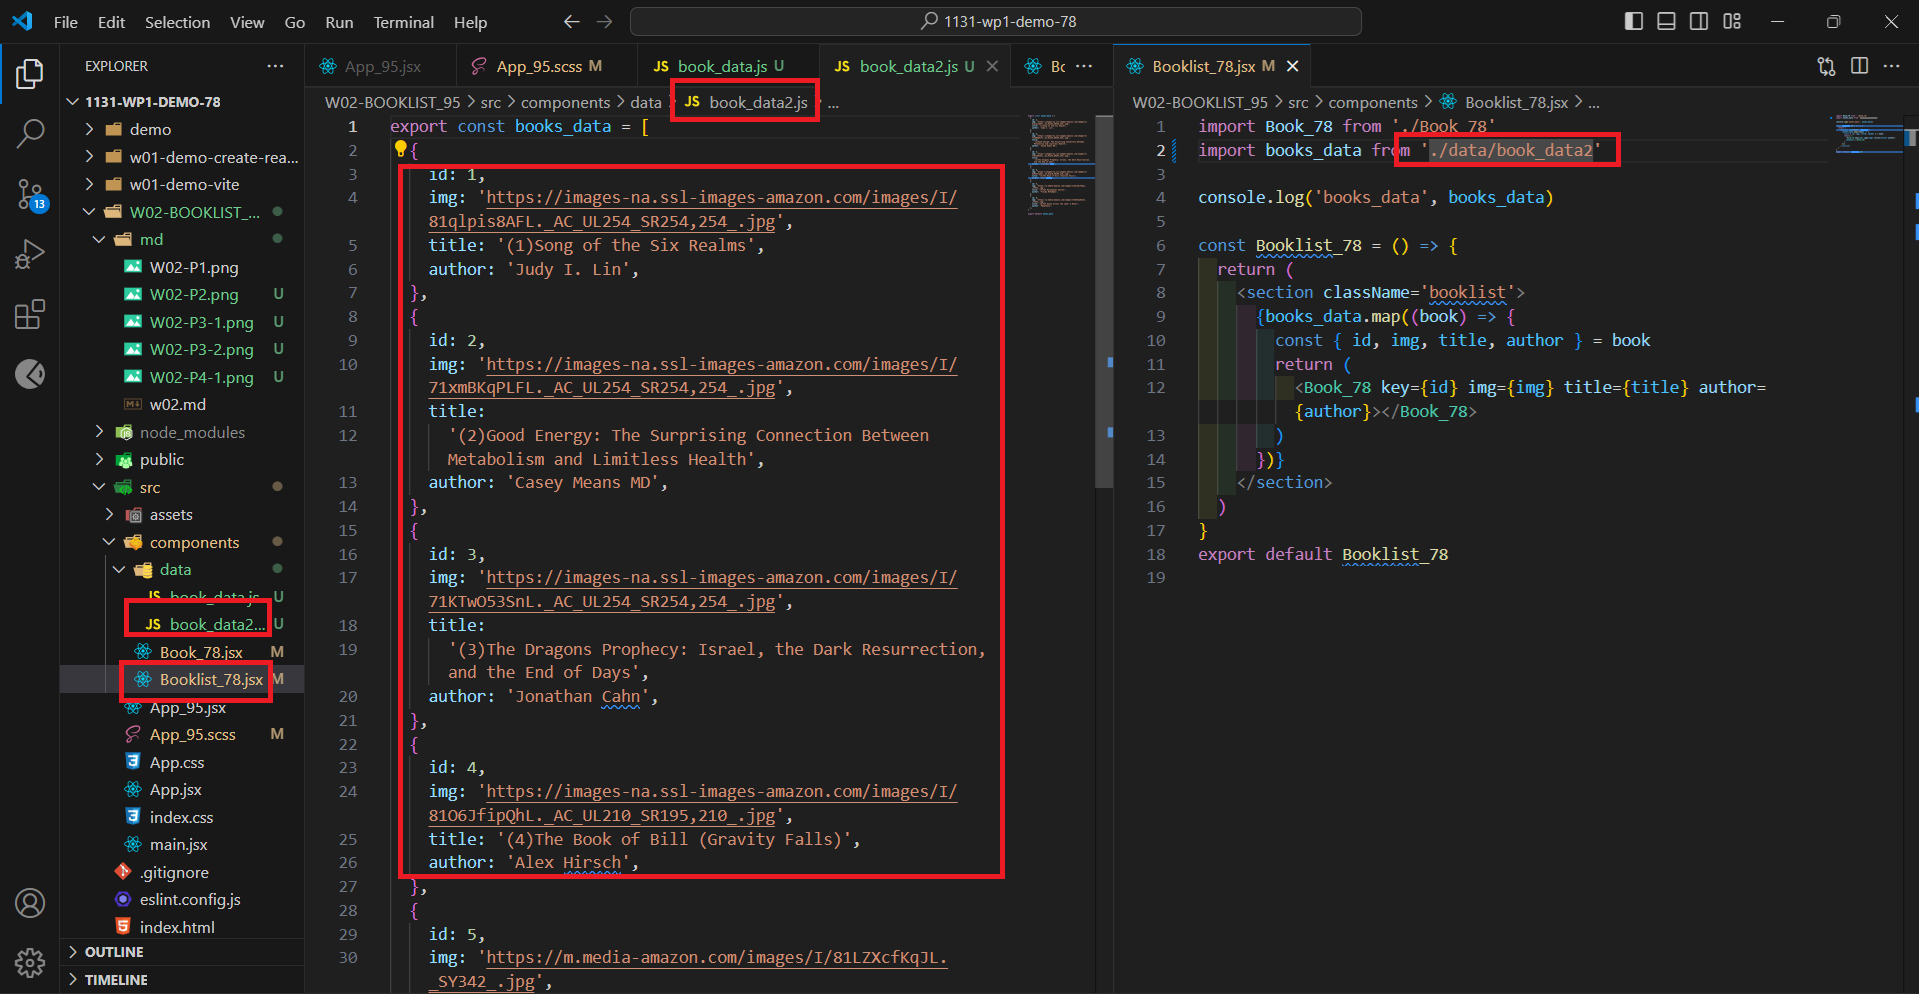 File Edit Selection View Go Run Terminal Help
1131-wp1-demo-78
EXPLORER
1131-WP1-DEMO-78
demo
w01-demo-create-rea...
w01-demo-vite
W02-BOOKLIST_...
md
W02-P1.png
W02-P2.png U
W02-P3-1.png U
W02-P3-2.png U
W02-P4-1.png U
w02.md
node_modules
public
src
assets
components
data
book_data.js U
book_data2... U
Book_78.jsx M
Booklist_78.jsx M
App_95.jsx
App_95.scss M
App.css
App.jsx
index.css
main.jsx
.gitignore
eslint.config.js
index.html
OUTLINE
TIMELINE
13
App_95.jsx
App_95.scss M
JS book_data.js U
JS book_data2.js U
Bc
W02-BOOKLIST_95 > src > components > data > JS book_data2.js > ...
1 export const books_data = [
2 {
3 id: 1,
4 img: 'https://images-na.ssl-images-amazon.com/images/I/
81qlpis8AFL._AC_UL254_SR254,254_.jpg',
5 title: '(1)Song of the Six Realms',
6 author: 'Judy I. Lin',
7 },
8 {
9 id: 2,
10 img: 'https://images-na.ssl-images-amazon.com/images/I/
71xmBKqPLFL._AC_UL254_SR254,254_.jpg',
11 title:
12 '(2)Good Energy: The Surprising Connection Between
Metabolism and Limitless Health',
13 author: 'Casey Means MD',
14 },
15 {
16 id: 3,
17 img: 'https://images-na.ssl-images-amazon.com/images/I/
71KTwO53SnL._AC_UL254_SR254,254_.jpg',
18 title:
19 '(3)The Dragons Prophecy: Israel, the Dark Resurrection,
and the End of Days',
20 author: 'Jonathan Cahn',
21 },
22 {
23 id: 4,
24 img: 'https://images-na.ssl-images-amazon.com/images/I/
81O6JfipQhL._AC_UL210_SR195,210_.jpg',
25 title: '(4)The Book of Bill (Gravity Falls)',
26 author: 'Alex Hirsch',
27 },
28 {
29 id: 5,
30 img: 'https://m.media-amazon.com/images/I/81LZXcfKqJL.
_SY342_.jpg',
Booklist_78.jsx M
W02-BOOKLIST_95 > src > components > Booklist_78.jsx > ...
1 import Book_78 from './Book_78'
2 import books_data from './data/book_data2'
3
4 console.log('books_data', books_data)
5
6 const Booklist_78 = () => {
7 return (
8 <section className='booklist'>
9 {books_data.map((book) => {
10 const { id, img, title, author } = book
11 return (
12 <Book_78 key={id} img={img} title={title} author=
{author}></Book_78>
13 )
14 })}
15 </section>
16 )
17 }
18 export default Booklist_78
19